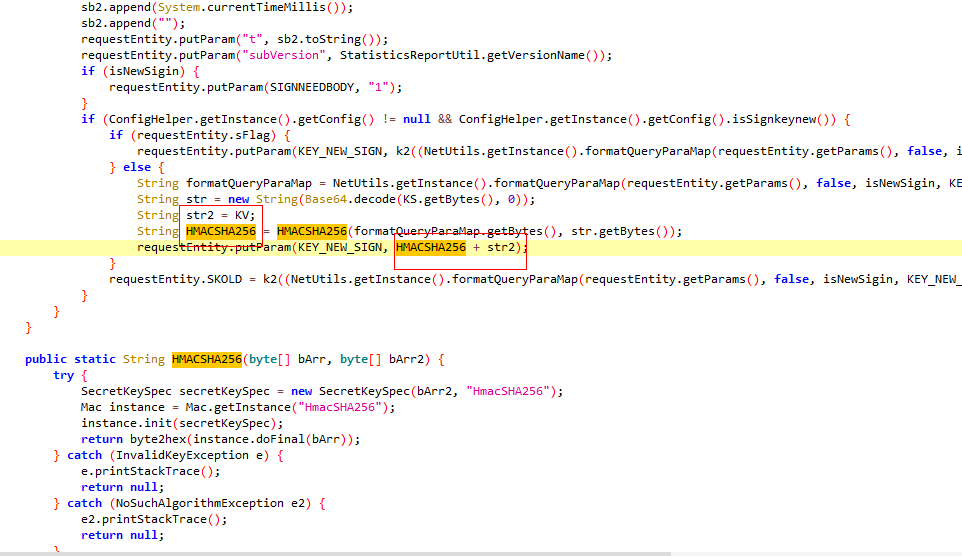 sb2.append(System.currentTimeMillis());
sb2.append("");
requestEntity.putParam("t", sb2.toString());
requestEntity.putParam("subVersion", StatisticsReportUtil.getVersionName());
if (isNewSigin) {
requestEntity.putParam(SIGNNEEDBODY, "1");
}
if (ConfigHelper.getInstance().getConfig() != null && ConfigHelper.getInstance().getConfig().isSignkeynew()) {
if (requestEntity.sFlag) {
requestEntity.putParam(KEY_NEW_SIGN, k2((NetUtils.getInstance().formatQueryParaMap(requestEntity.getParams(), false, i
} else {
String formatQueryParaMap = NetUtils.getInstance().formatQueryParaMap(requestEntity.getParams(), false, isNewSigin, KE
String str = new String(Base64.decode(KS.getBytes(), 0));
String str2 = KV;
String HMACSHA256 = HMACSHA256(formatQueryParaMap.getBytes(), str.getBytes());
requestEntity.putParam(KEY_NEW_SIGN, HMACSHA256 + str2);
}
requestEntity.SKOLD = k2((NetUtils.getInstance().formatQueryParaMap(requestEntity.getParams(), false, isNewSigin, KEY_NEW_
}
}
}
public static String HMACSHA256(byte[] bArr, byte[] bArr2) {
try {
SecretKeySpec secretKeySpec = new SecretKeySpec(bArr2, "HmacSHA256");
Mac instance = Mac.getInstance("HmacSHA256");
instance.init(secretKeySpec);
return byte2hex(instance.doFinal(bArr));
} catch (InvalidKeyException e) {
e.printStackTrace();
return null;
} catch (NoSuchAlgorithmException e2) {
e2.printStackTrace();
return null;
}